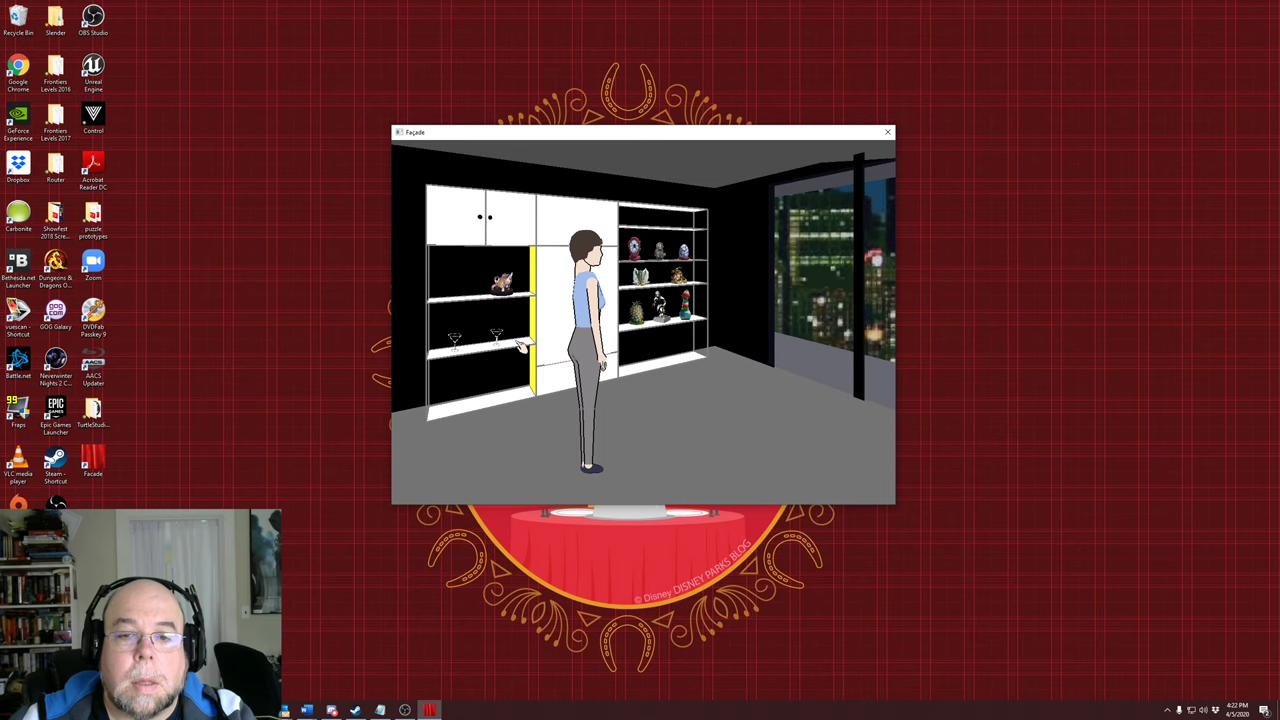 Recycle Bin
Slender
OBS Studio
Google Chrome
Frontiers Levels 2016
Unreal Engine
GeForce Experience
Frontiers Levels 2017
Control
Dropbox
Router
Acrobat Reader DC
Carbonite
Showfest 2018 Scre...
puzzle prototypes
Bethesda.net Launcher
Dungeons & Dragons O...
Zoom
vuescan - Shortcut
GOG Galaxy
DVDFab Passkey 9
Battle.net
Neverwinter Nights 2 C...
AACS Updater
99
Fraps
Epic Games Launcher
TurtleStudi...
VLC media player
Steam - Shortcut
Facade
Façade
© Disney DISNEY PARKS BLOG
4:22 PM
4/5/2020